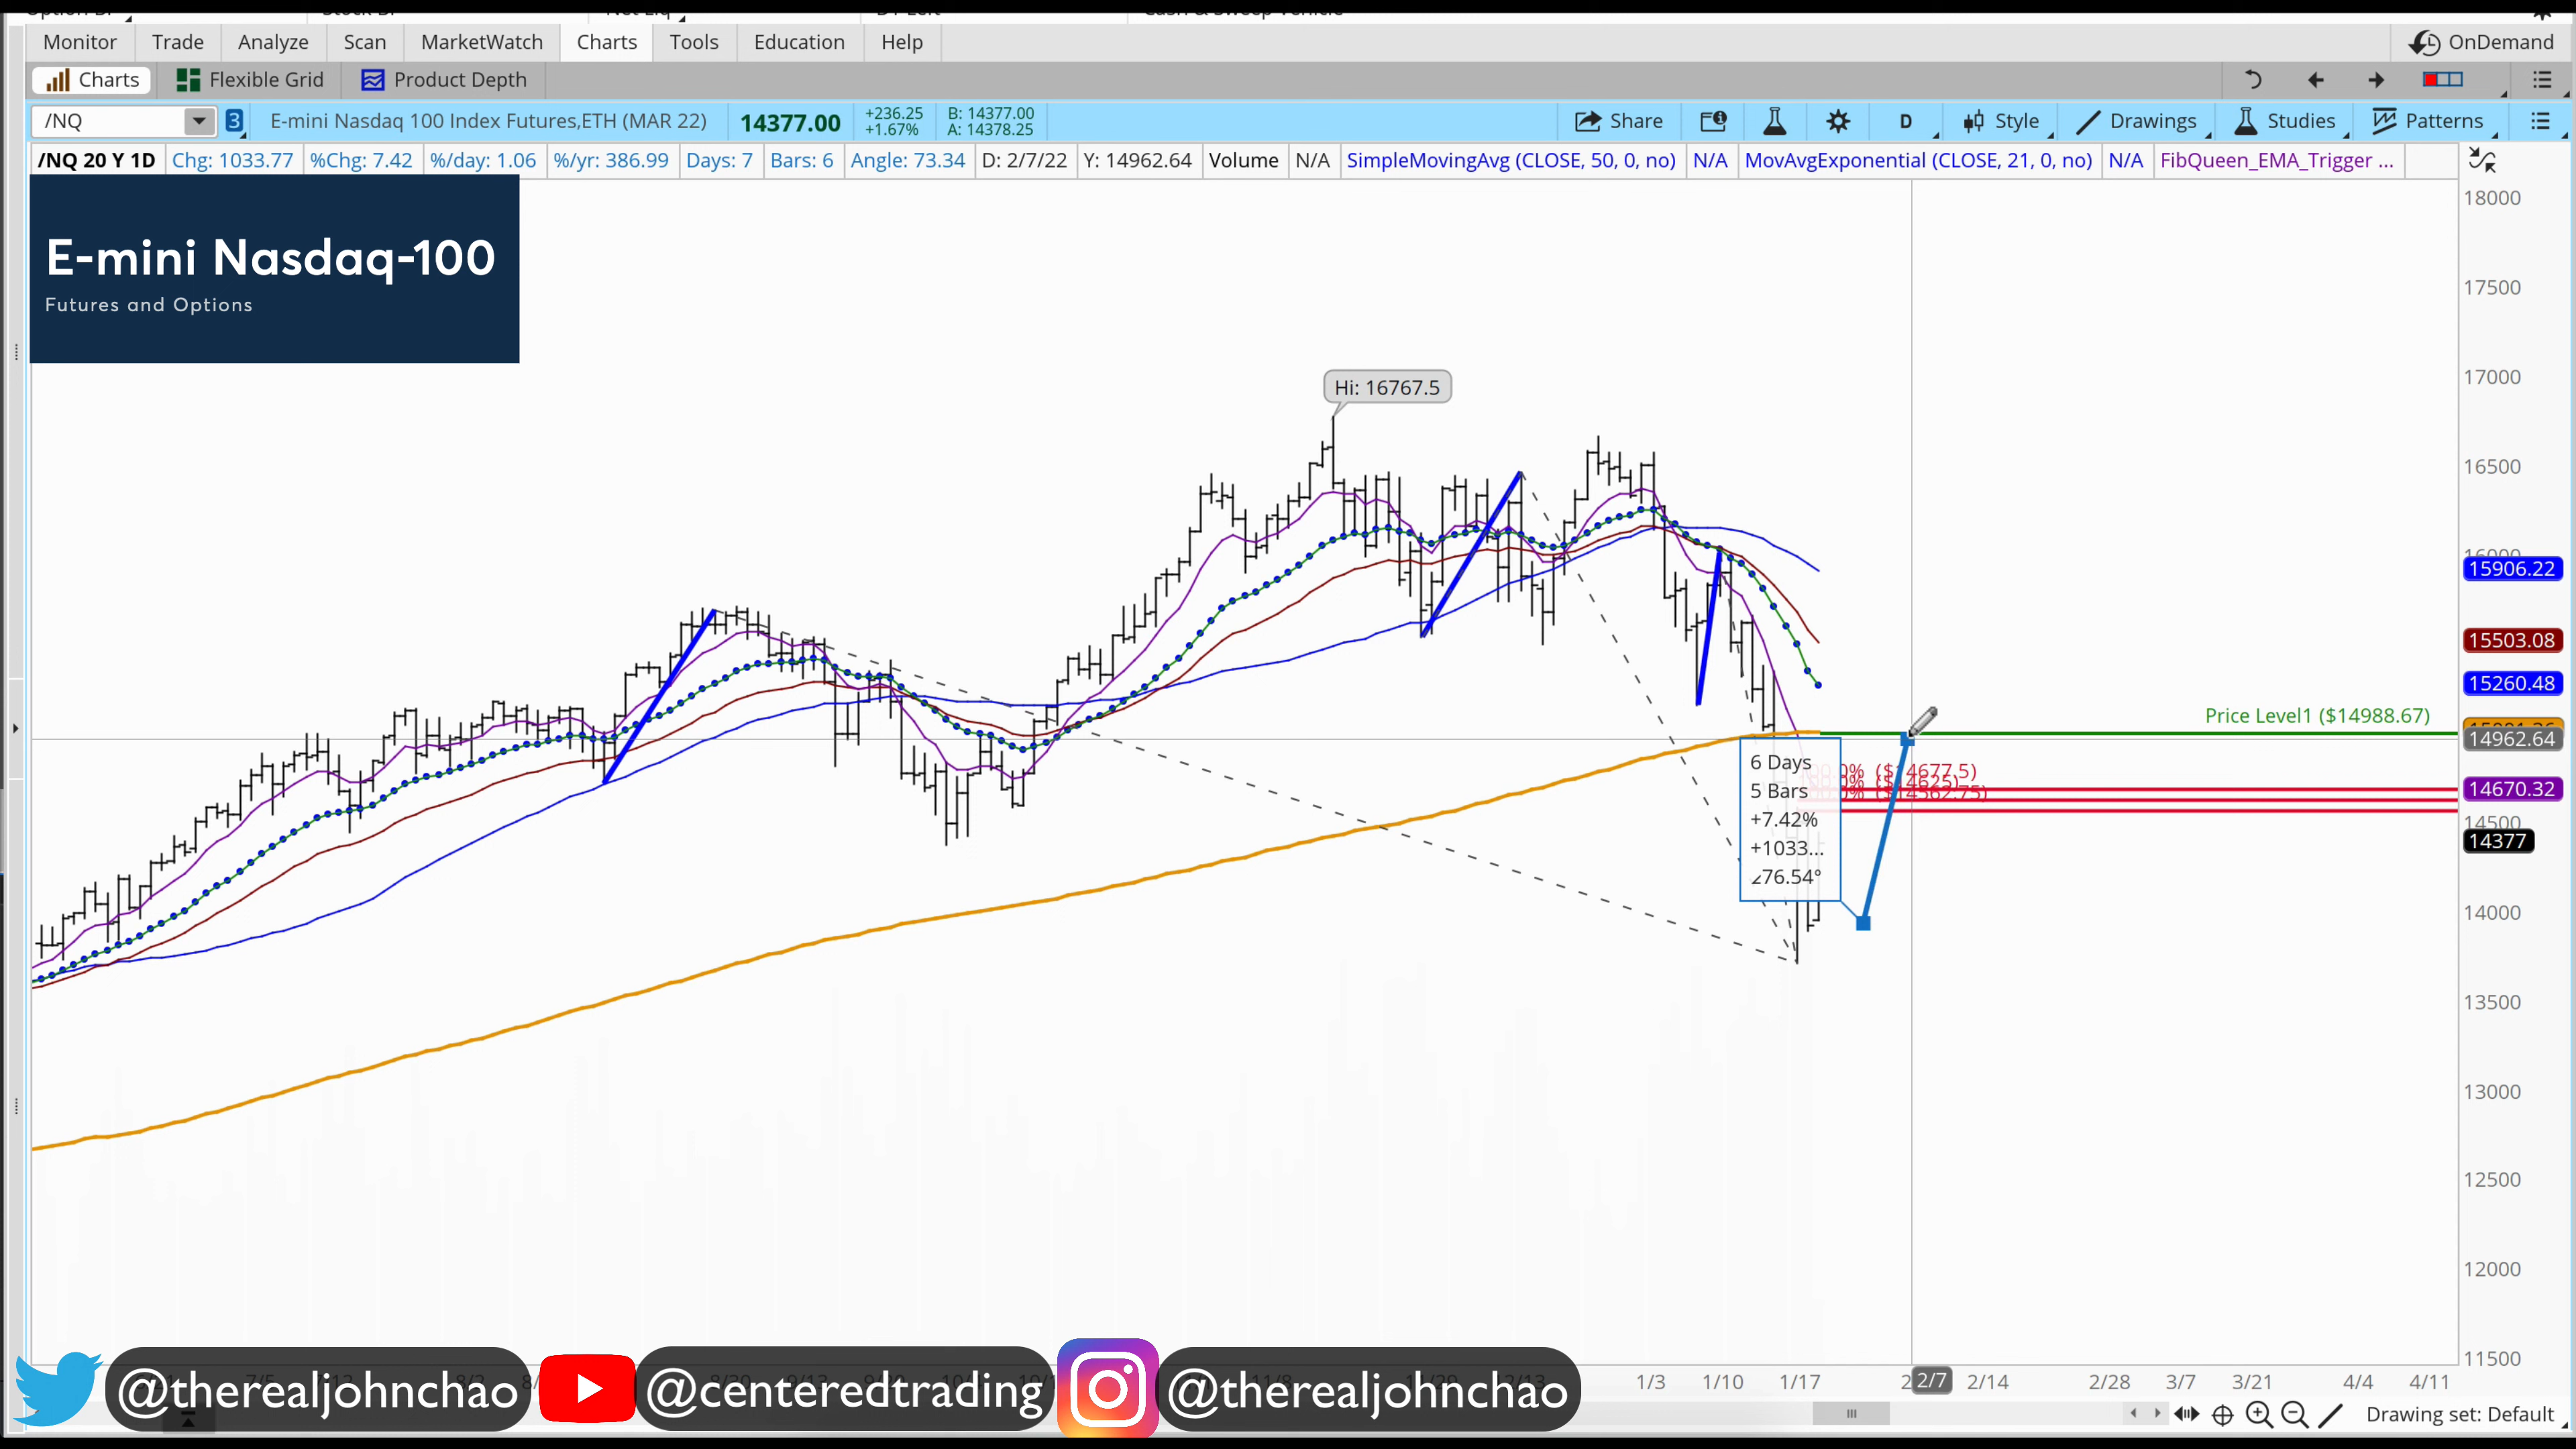 Cash & Sweep Vehicle
Monitor Trade Analyze Scan MarketWatch Charts Tools Education Help OnDemand
Charts Flexible Grid Product Depth
/NQ 3 E-mini Nasdaq 100 Index Futures,ETH (MAR 22) 14377.00 +236.25 B: 14377.00
+1.67% A: 14378.25
Share D Style Drawings Studies Patterns
/NQ 20 Y 1D Chg: 1033.77 %Chg: 7.42 %/day: 1.06 %/yr: 386.99 Days: 7 Bars: 6 Angle: 73.34 D: 2/7/22 Y: 14962.64 Volume N/A SimpleMovingAvg (CLOSE, 50, 0, no) N/A MovAvgExponential (CLOSE, 21, 0, no) N/A FibQueen_EMA_Trigger ...
E-mini Nasdaq-100
Futures and Options
18000
17500
17000
Hi: 16767.5
16500
16000
15906.22
15503.08
15260.48
Price Level1 ($14988.67)
14962.64
6 Days
5 Bars
+7.42%
+1033...
∠76.54°
14670.32
14500
14377
14000
13500
13000
12500
12000
11500
1/3 1/10 1/17 2/7 2/14 2/28 3/7 3/21 4/4 4/11
@therealjohnchao @centeredtrading @therealjohnchao
Drawing set: Default